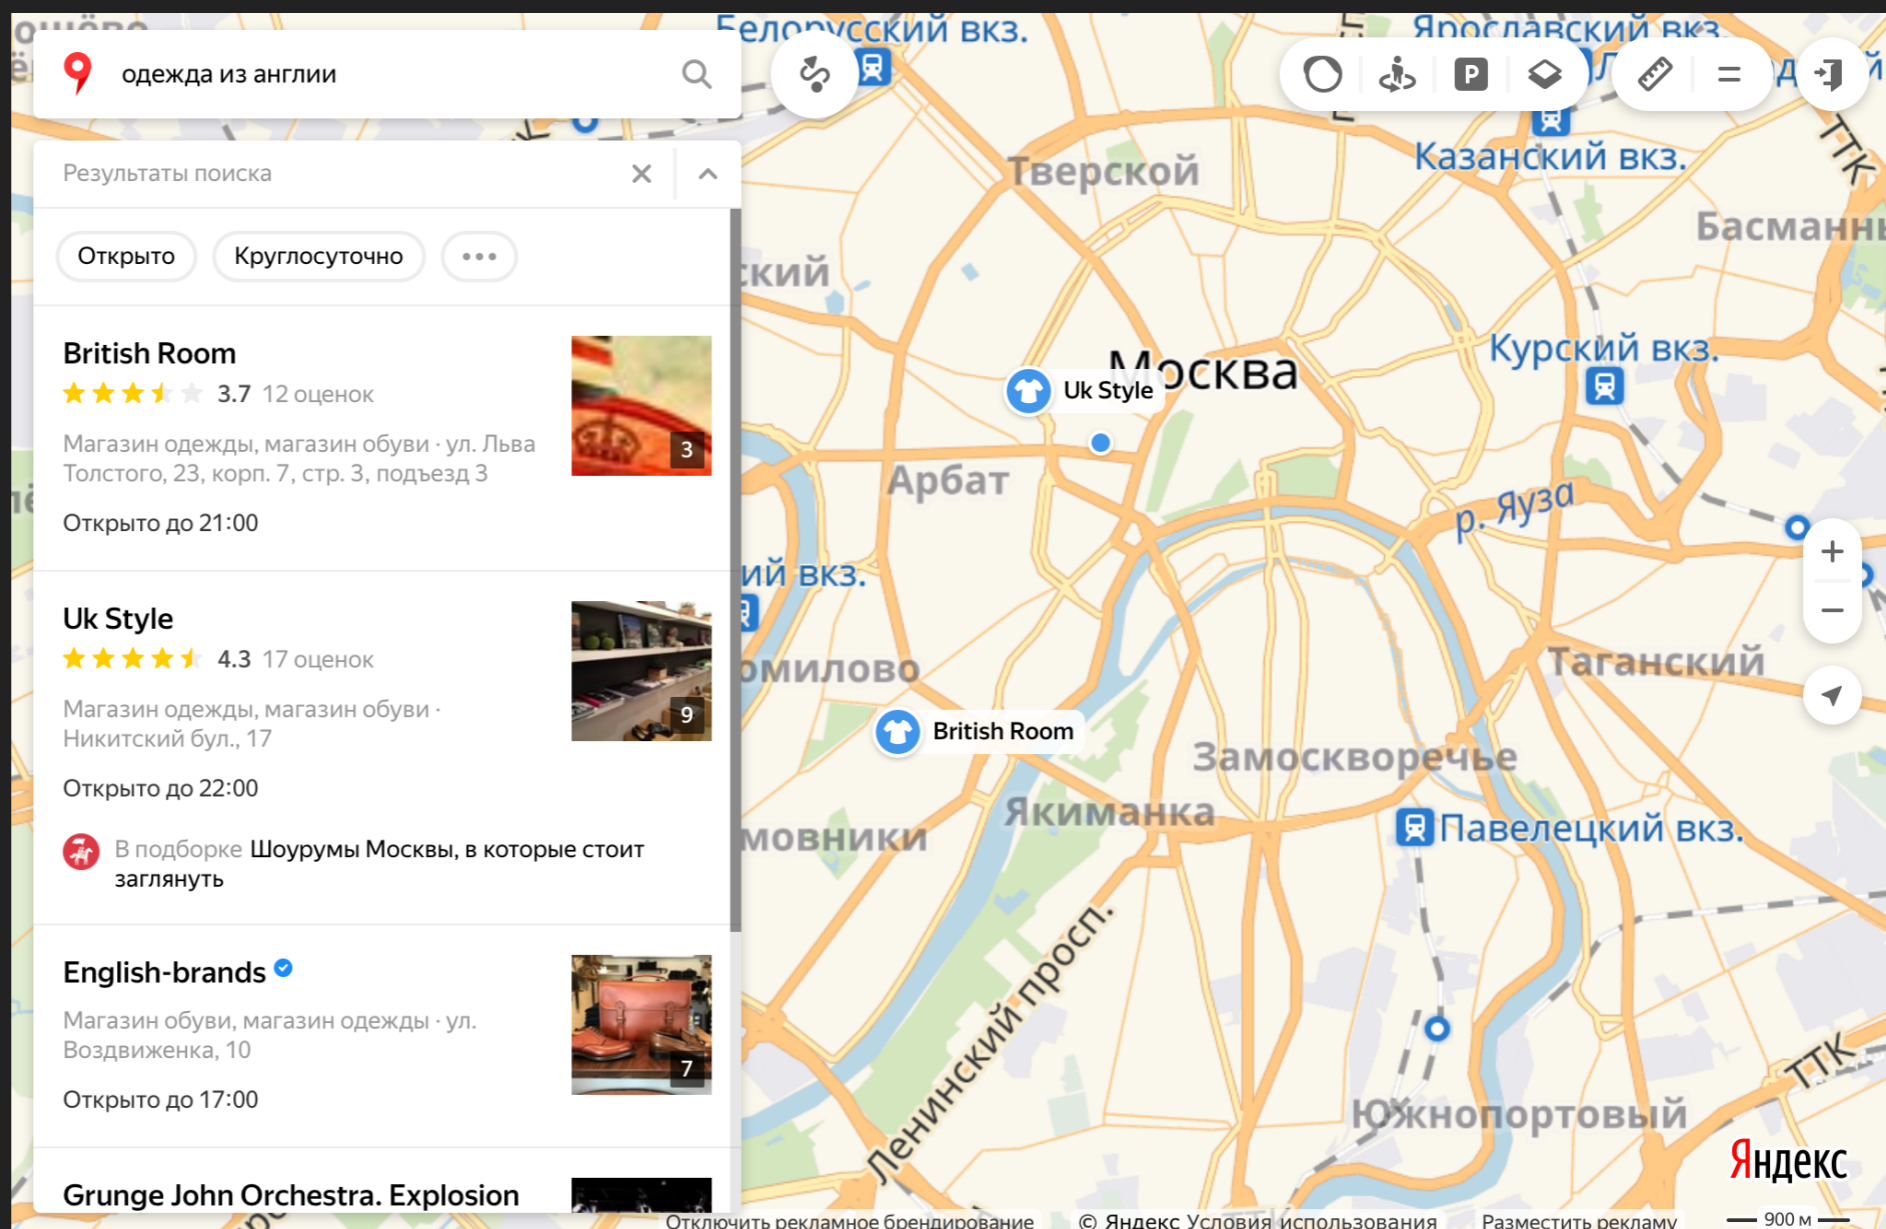 одежда из англии
Результаты поиска
Открыто
Круглосуточно
British Room
3.7 12 оценок
Магазин одежды, магазин обуви · ул. Льва
Толстого, 23, корп. 7, стр. 3, подъезд 3
Открыто до 21:00
3
Uk Style
4.3 17 оценок
Магазин одежды, магазин обуви ·
Никитский бул., 17
Открыто до 22:00
9
В подборке Шоурумы Москвы, в которые стоит
заглянуть
English-brands
Магазин обуви, магазин одежды · ул.
Воздвиженка, 10
Открыто до 17:00
7
Grunge John Orchestra. Explosion
Белорусский вкз.
Ярославский вкз.
P
Казанский вкз.
ТТК
Тверской
Басманны
ский
Курский вкз.
Москва
Uk Style
Арбат
р. Яуза
ий вкз.
омилово
Таганский
British Room
Замоскворечье
Якиманка
мовники
Павелецкий вкз.
Ленинский просп.
ТТК
Южнопортовый
Яндекс
Отключить рекламное брендирование
© Яндекс Условия использования
Разместить рекламу
900 м